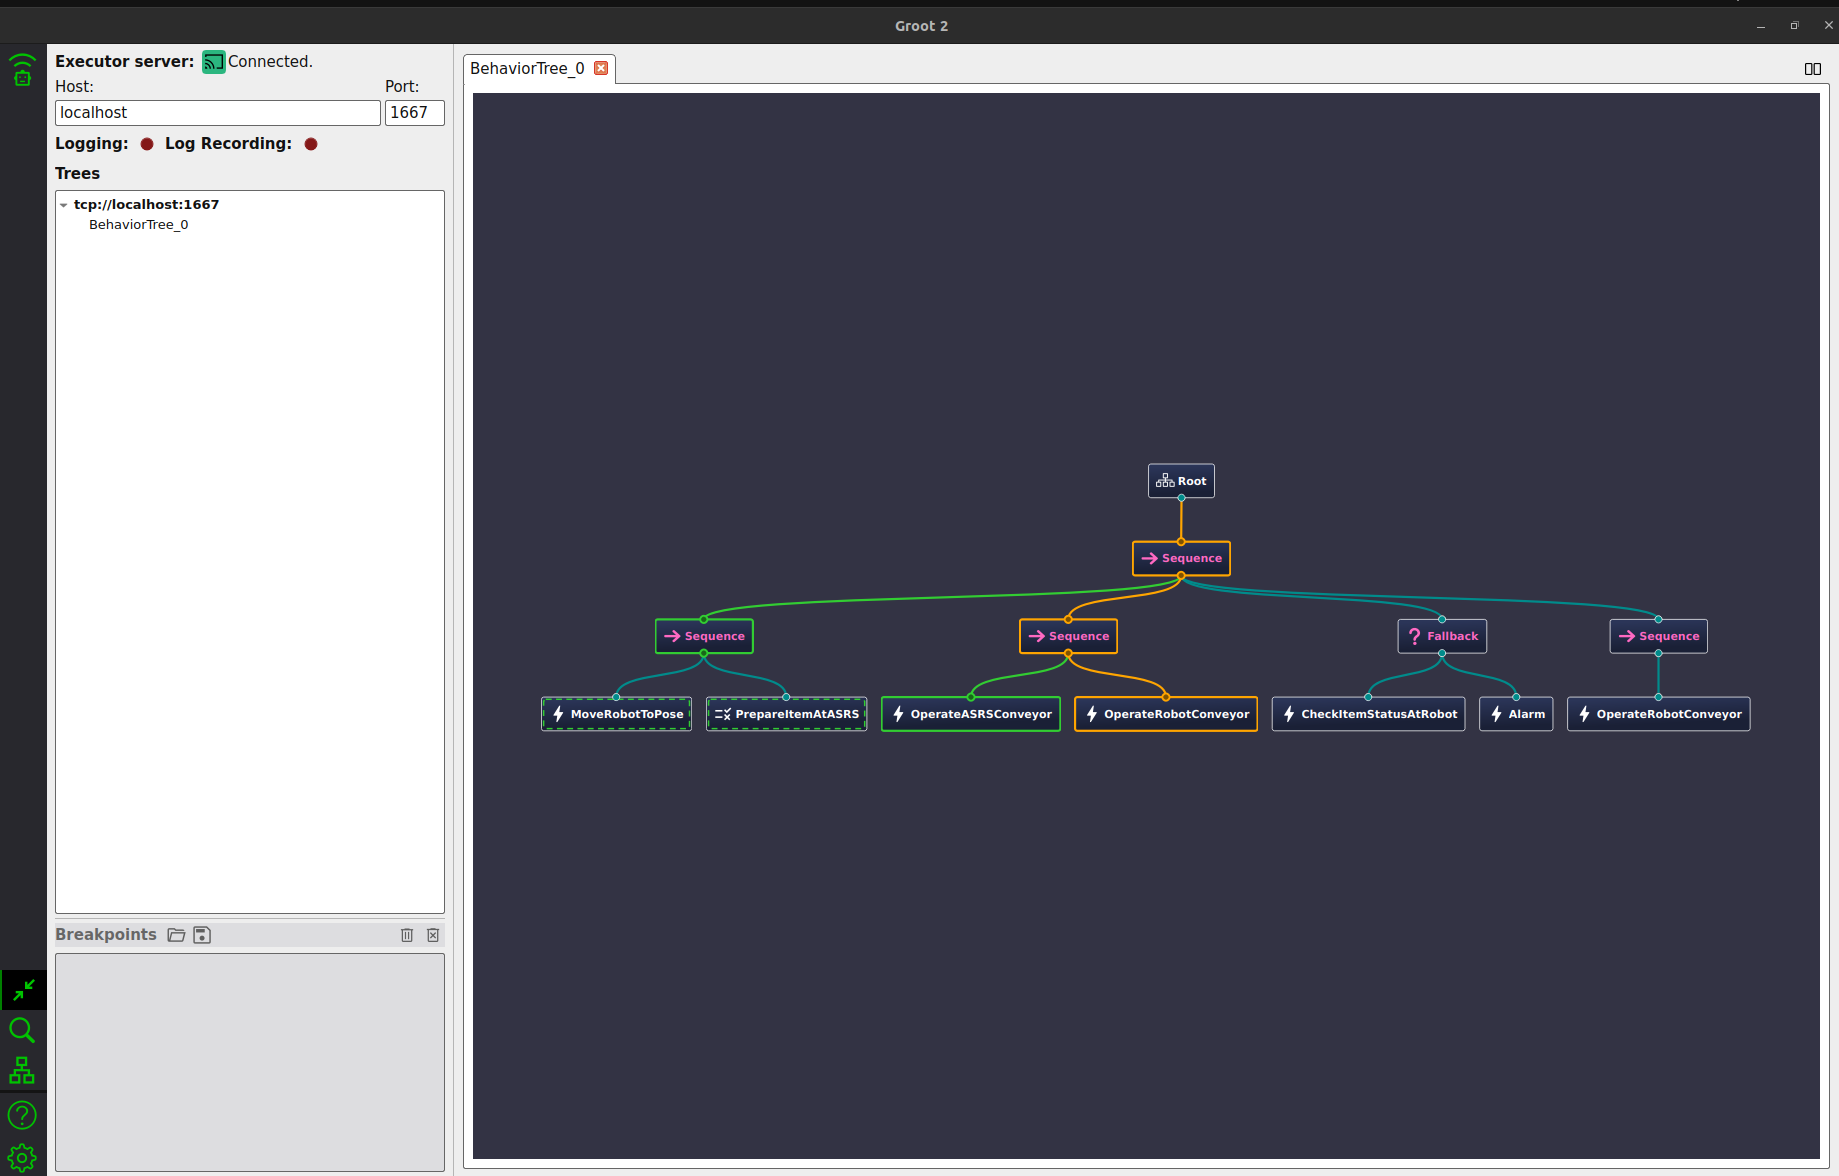 Groot 2
Executor server: Connected.
Host: Port:
localhost 1667
Logging: Log Recording:
Trees
tcp://localhost:1667
BehaviorTree_0
Breakpoints
BehaviorTree_0
Root
Sequence
Sequence Sequence Fallback Sequence
MoveRobotToPose PrepareItemAtASRS OperateASRSConveyor OperateRobotConveyor CheckItemStatusAtRobot Alarm OperateRobotConveyor